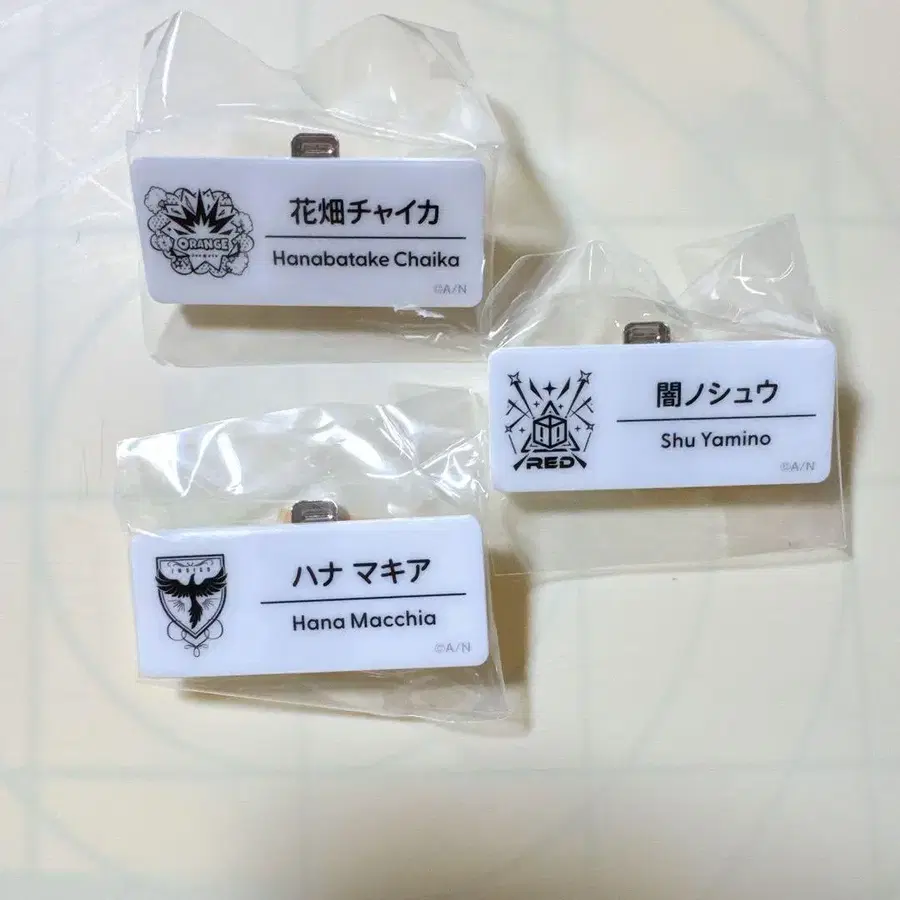 ORANGE
花畑チャイカ
Hanabatake Chaika
©A/N
RED
闇ノシュウ
Shu Yamino
©A/N
INDIGO
ハナ マキア
Hana Macchia
©A/N